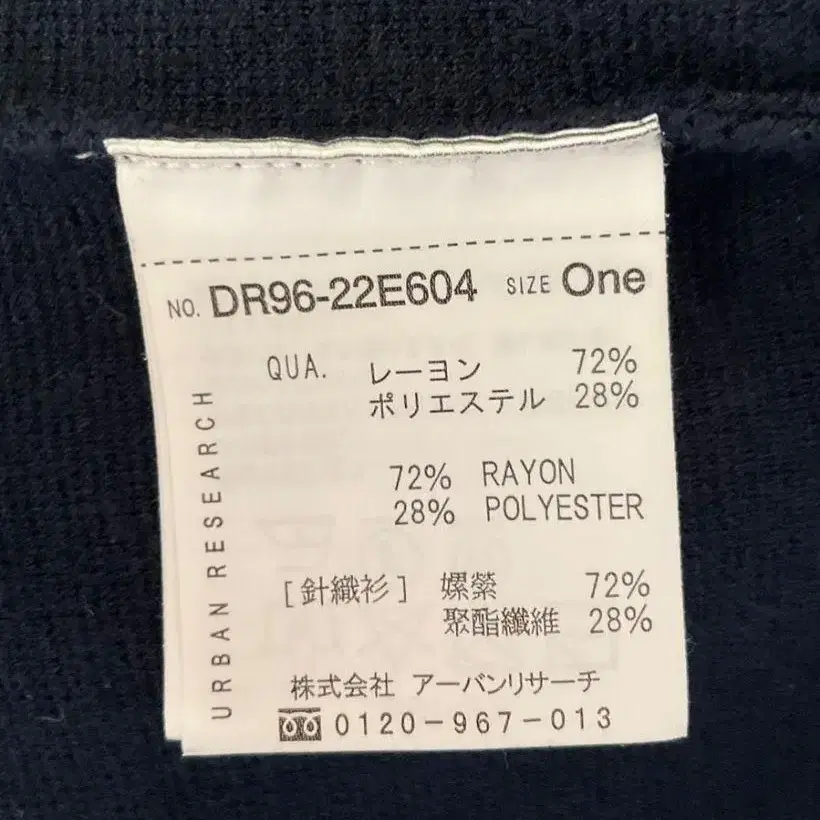 NO. DR96-22E604 SIZE One
QUA. レーヨン 72%
ポリエステル 28%
72% RAYON
28% POLYESTER
[針織衫] 嫘縈 72%
聚酯纖維 28%
株式会社 アーバンリサーチ
0120-967-013
URBAN RESEARCH